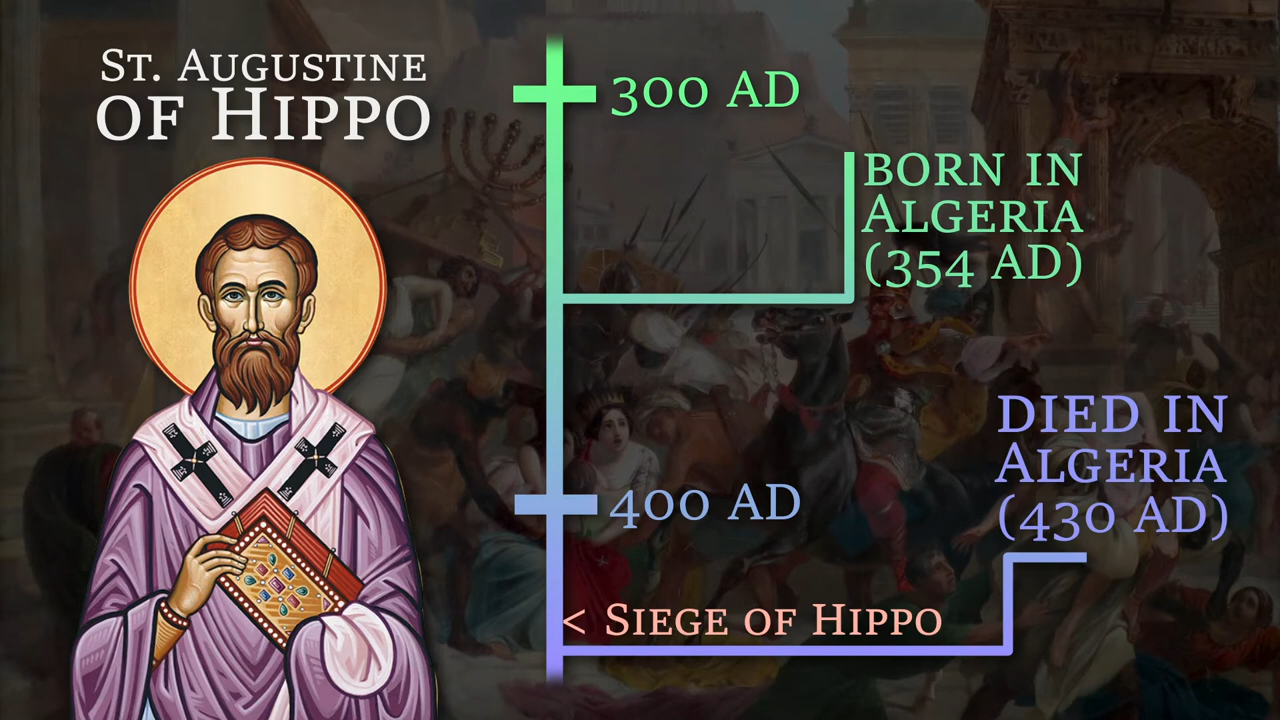 St. Augustine
of Hippo
300 AD
born in
Algeria
(354 AD)
died in
Algeria
(430 AD)
400 AD
< Siege of Hippo